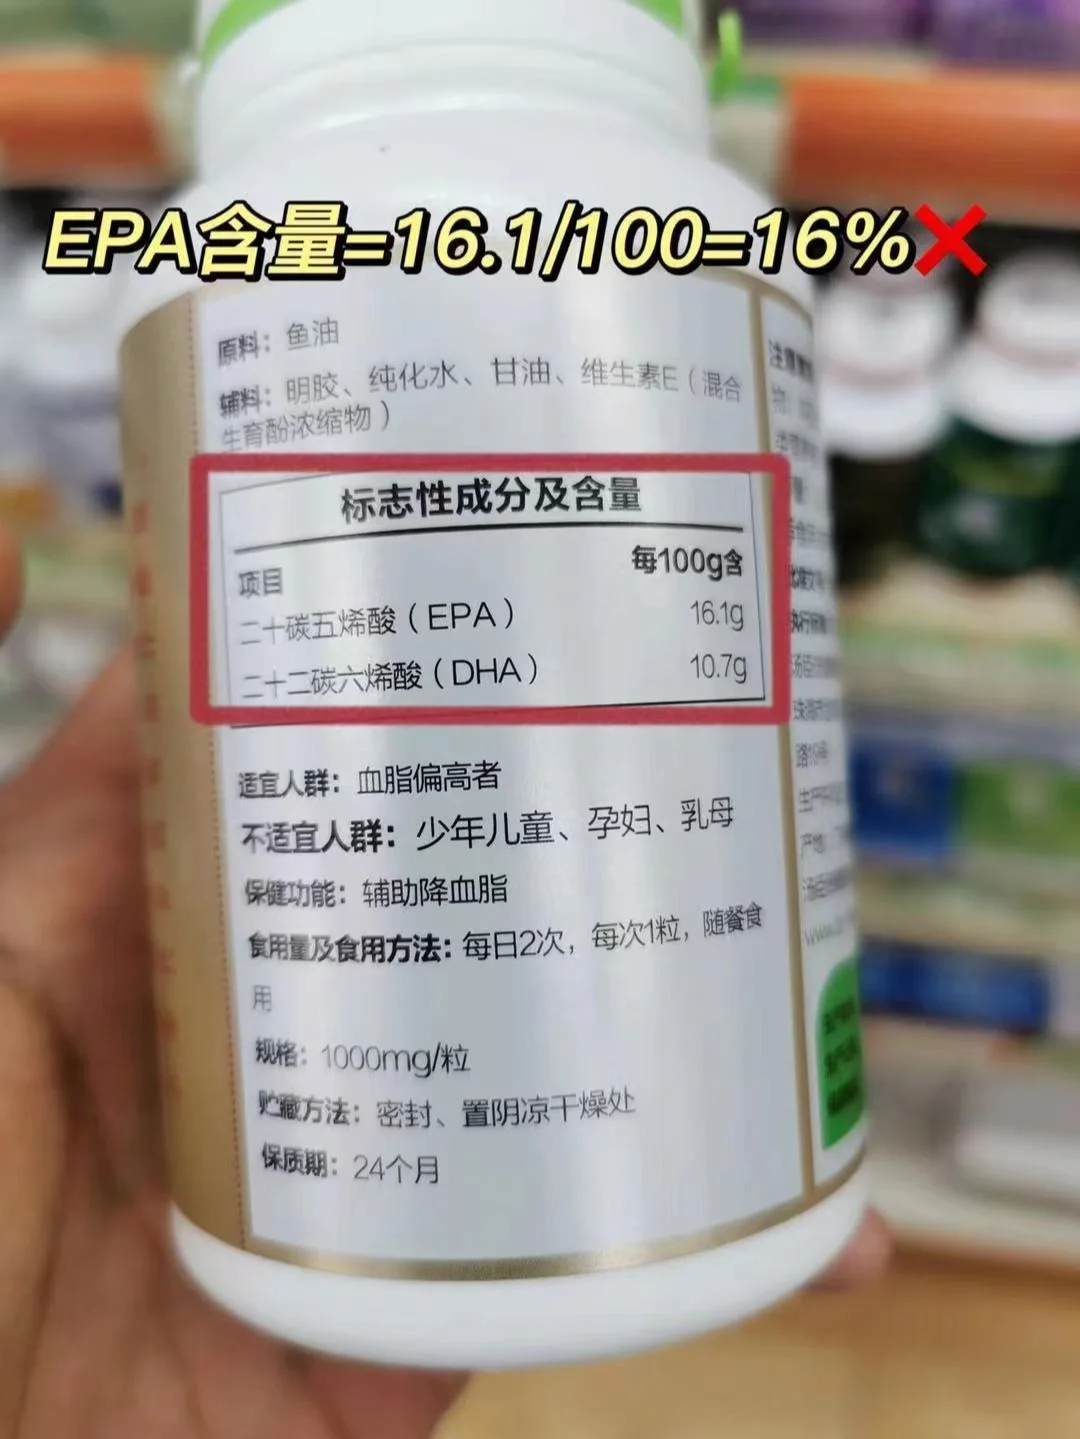 EPA含量=16.1/100=16%❌
原料：鱼油
辅料：明胶、纯化水、甘油、维生素E（混合
生育酚浓缩物）
标志性成分及含量
项目 每100g含
二十碳五烯酸（EPA） 16.1g
二十二碳六烯酸（DHA） 10.7g
适宜人群：血脂偏高者
不适宜人群：少年儿童、孕妇、乳母
保健功能：辅助降血脂
食用量及食用方法：每日2次，每次1粒，随餐食
用
规格：1000mg/粒
贮藏方法：密封、置阴凉干燥处
保质期：24个月